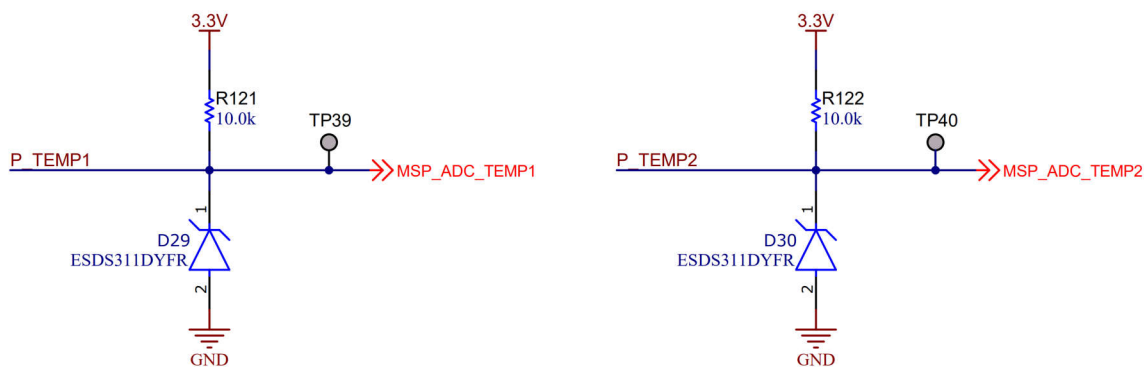 3.3V
R121
10.0k
TP39
P_TEMP1
MSP_ADC_TEMP1
1
D29
ESDS311DYFR
2
GND
3.3V
R122
10.0k
TP40
P_TEMP2
MSP_ADC_TEMP2
1
D30
ESDS311DYFR
2
GND